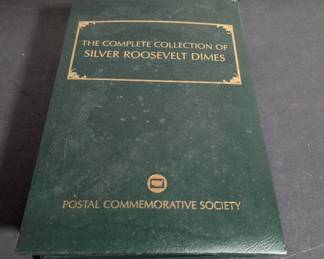 THE COMPLETE COLLECTION OF
SILVER ROOSEVELT DIMES
POSTAL COMMEMORATIVE SOCIETY